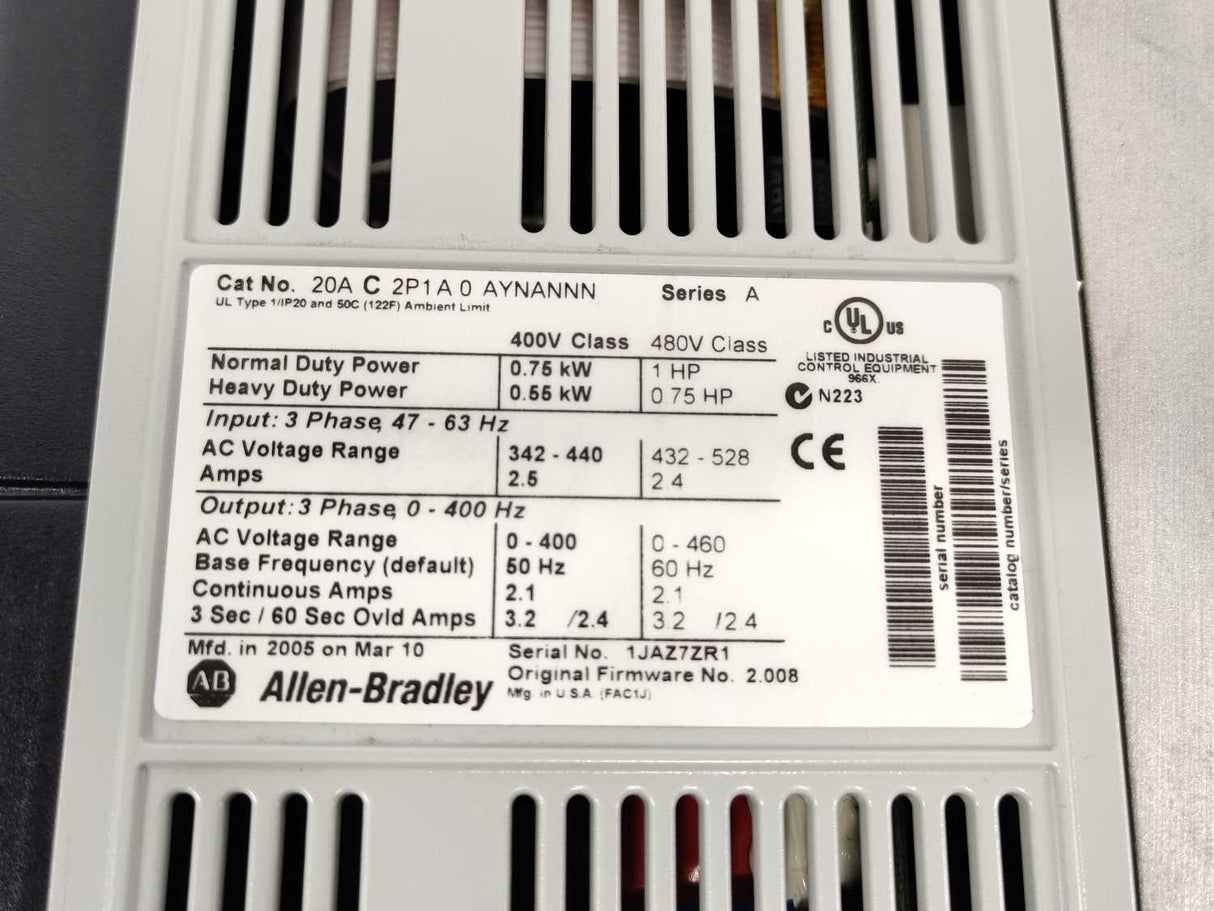 Cat No. 20A C 2P1 A 0 AYNANNN Series A
UL Type 1/IP20 and 50C (122F) Ambient Limit
400V Class 480V Class
Normal Duty Power 0.75 kW 1 HP
Heavy Duty Power 0.55 kW 0.75 HP
Input: 3 Phase, 47 - 63 Hz
AC Voltage Range 342 - 440 432 - 528
Amps 2.5 2.4
Output: 3 Phase, 0 - 400 Hz
AC Voltage Range 0 - 400 0 - 460
Base Frequency (default) 50 Hz 60 Hz
Continuous Amps 2.1 2.1
3 Sec / 60 Sec Ovld Amps 3.2 /2.4 3.2 /2.4
Mfd. in 2005 on Mar 10 Serial No. 1JAZ7ZR1
Original Firmware No. 2.008
AB Allen-Bradley Mfg. in U.S.A. (FAC1J)
C UL US
LISTED INDUSTRIAL
CONTROL EQUIPMENT
966X
N223
CE
serial number
catalog number/series